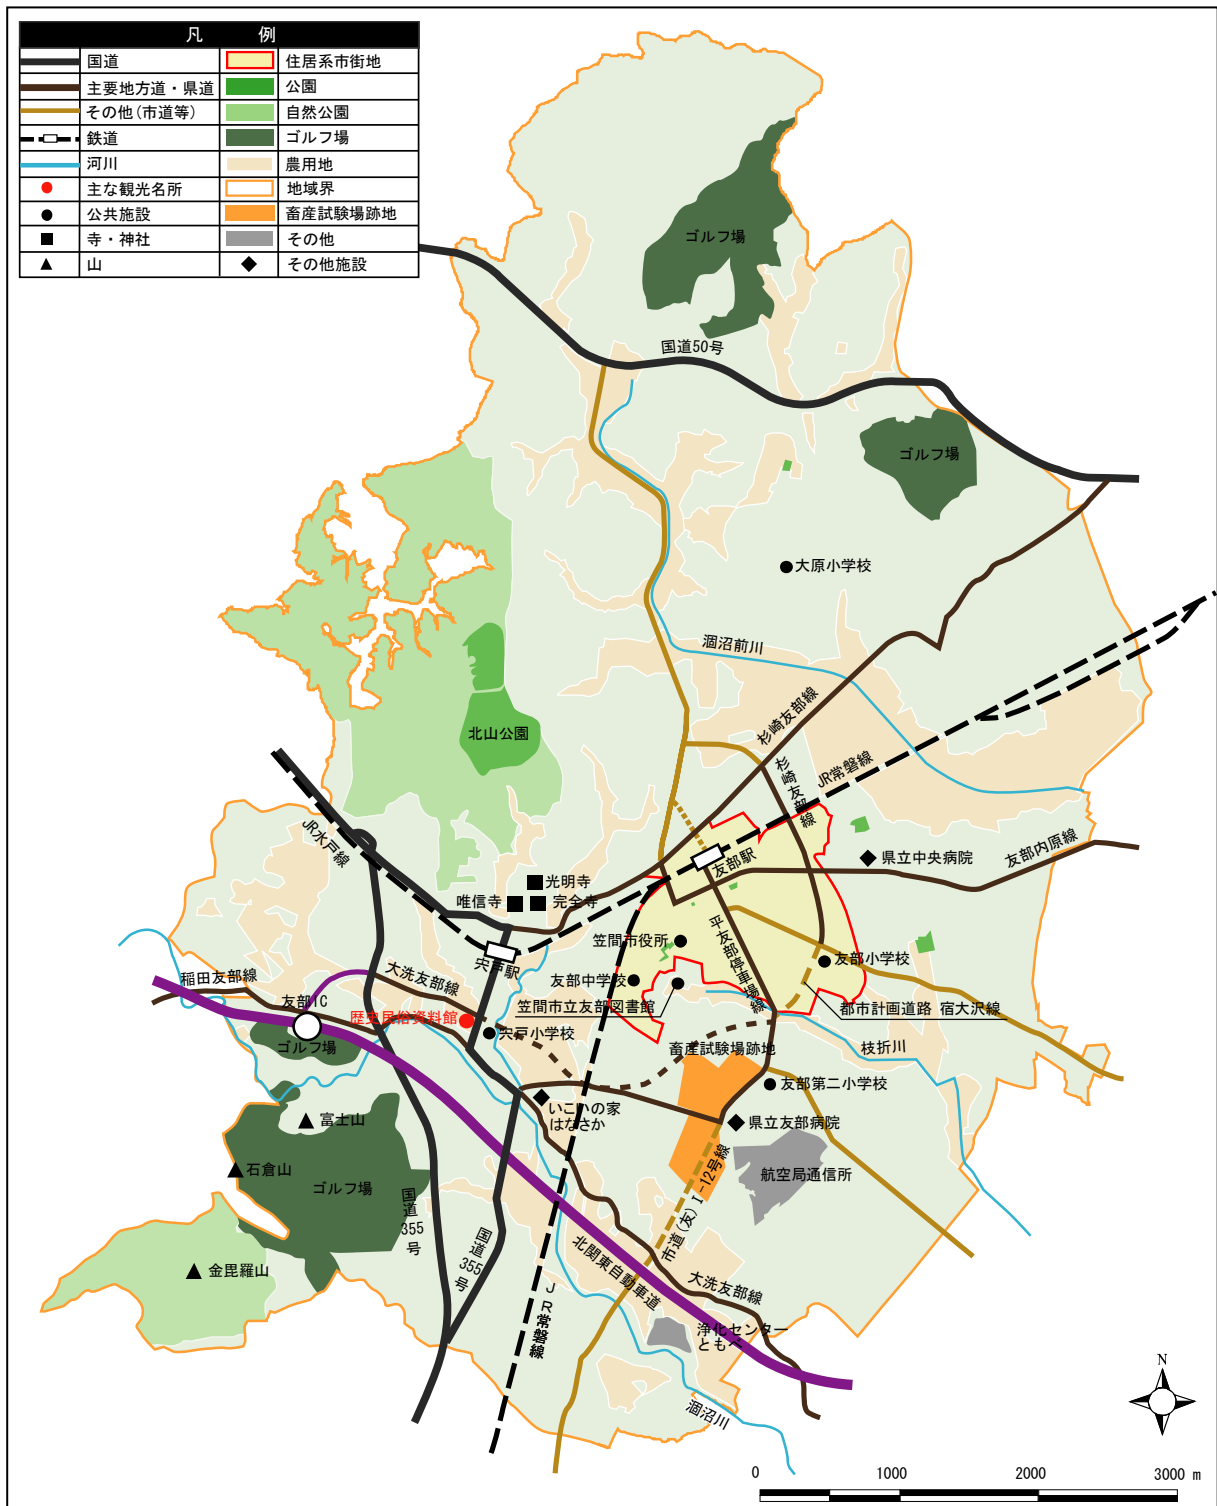 凡 例
国道
住居系市街地
主要地方道・県道
公園
その他(市道等)
自然公園
鉄道
ゴルフ場
河川
農用地
主な観光名所
地域界
公共施設
畜産試験場跡地
寺・神社
その他
山
その他施設
ゴルフ場
国道50号
ゴルフ場
大原小学校
涸沼前川
杉崎友部線
北山公園
杉崎友部線
JR常磐線
JR水戸線
友部駅
県立中央病院
友部内原線
光明寺
唯信寺
完全寺
笠間市役所
平友部停車場線
宍戸駅
友部小学校
稲田友部線
大洗友部線
友部中学校
友部IC
笠間市立友部図書館
都市計画道路 宿大沢線
歴史民俗資料館
宍戸小学校
ゴルフ場
畜産試験場跡地
枝折川
友部第二小学校
いこいの家
はなさか
富士山
県立友部病院
石倉山
ゴルフ場
航空局通信所
国道355号
市道(友)Ⅰ-12号線
国道355号
北関東自動車道
金毘羅山
大洗友部線
JR常磐線
浄化センター
ともべ
涸沼川
N
0 1000 2000 3000 m